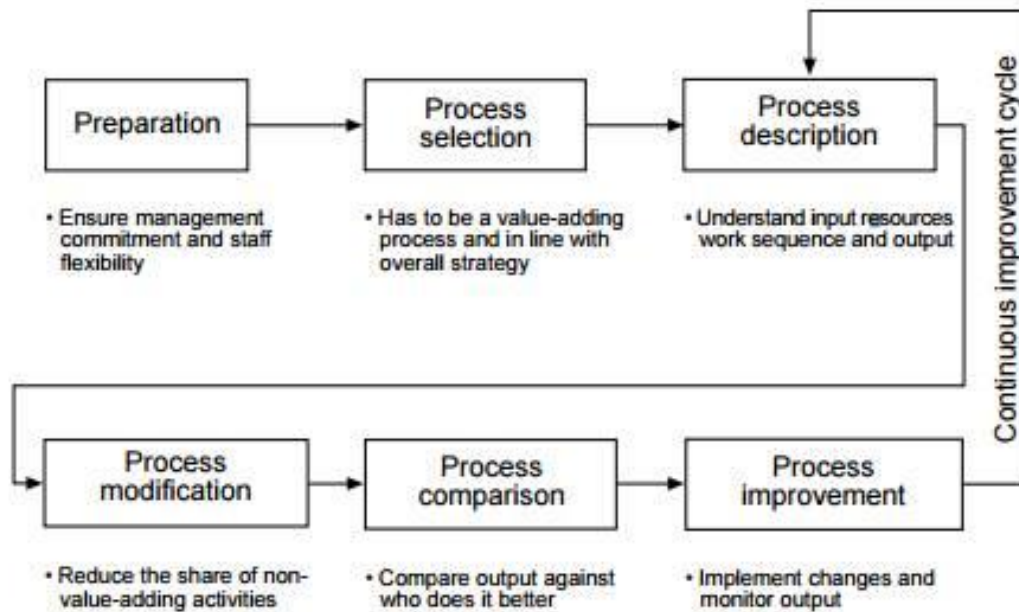 Preparation
Process
selection
Process
description
• Ensure management
commitment and staff
flexibility
• Has to be a value-adding
process and in line with
overall strategy
• Understand input resources
work sequence and output
Continuous improvement cycle
Process
modification
Process
comparison
Process
improvement
• Reduce the share of non-
value-adding activities
• Compare output against
who does it better
• Implement changes and
monitor output